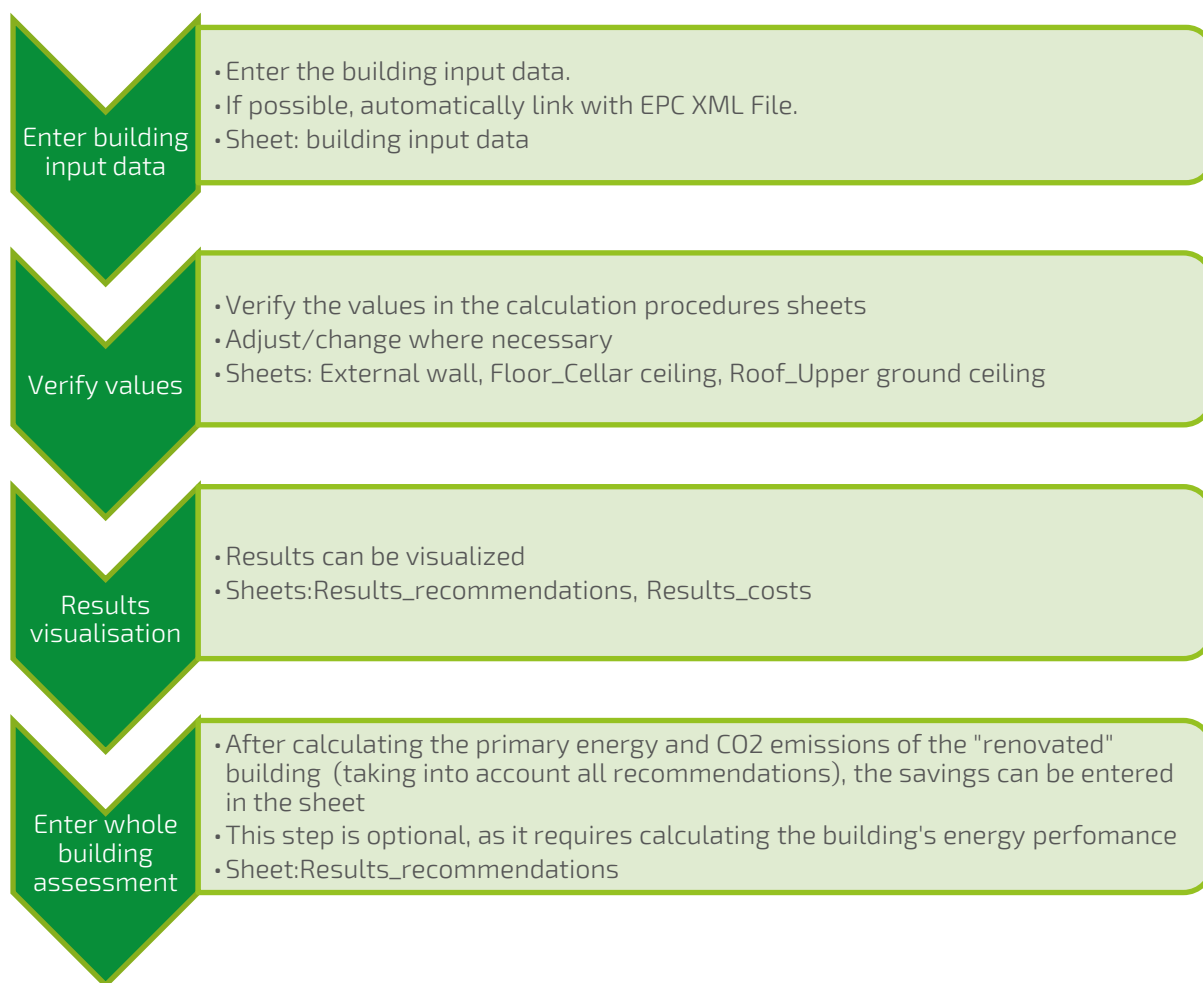 Enter building
input data
• Enter the building input data.
• If possible, automatically link with EPC XML File.
• Sheet: building input data
Verify values
• Verify the values in the calculation procedures sheets
• Adjust/change where necessary
• Sheets: External wall, Floor_Cellar ceiling, Roof_Upper ground ceiling
Results
visualisation
• Results can be visualized
• Sheets:Results_recommendations, Results_costs
Enter whole
building
assessment
• After calculating the primary energy and CO2 emissions of the "renovated"
building (taking into account all recommendations), the savings can be entered
in the sheet
• This step is optional, as it requires calculating the building's energy perfomance
• Sheet:Results_recommendations